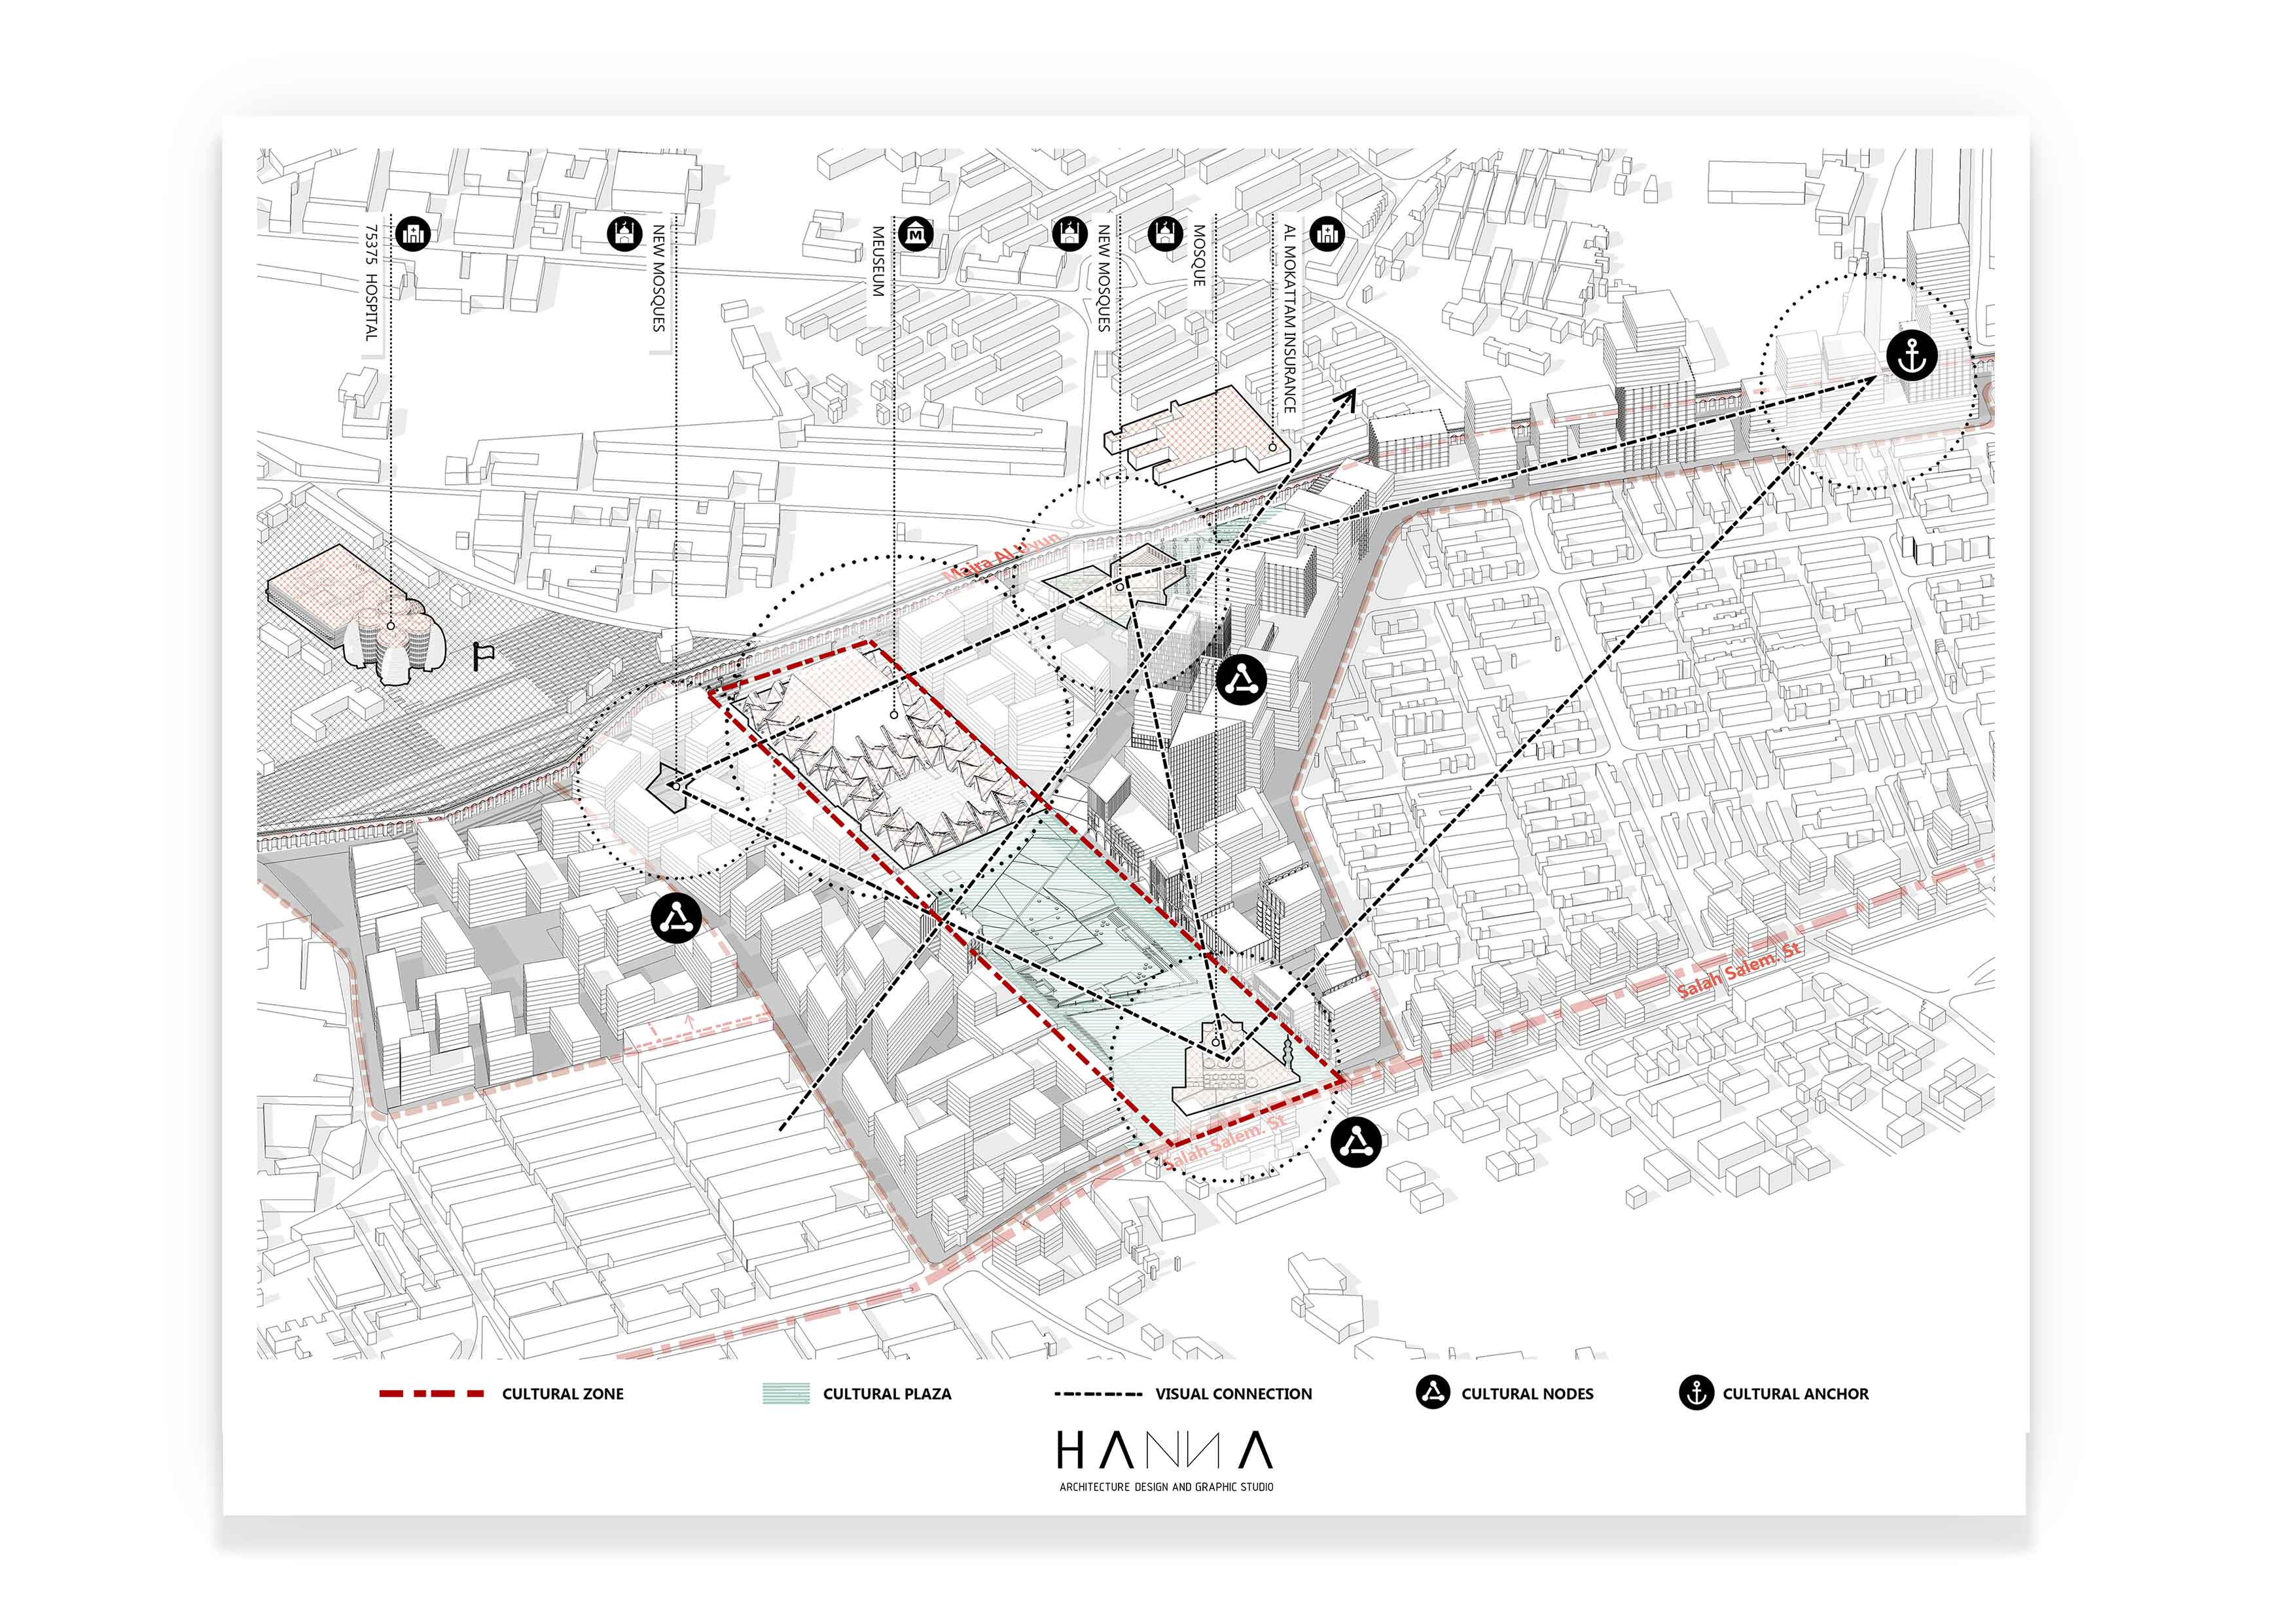 75375 HOSPITAL
NEW MOSQUES
MEUSEUM
M
NEW MOSQUES
MOSQUE
AL MOKATTAM INSURANCE
Majra Al Uyun
Salah Salem. St
Salah Salem. St
CULTURAL ZONE
CULTURAL PLAZA
VISUAL CONNECTION
CULTURAL NODES
CULTURAL ANCHOR
HANNA
ARCHITECTURE DESIGN AND GRAPHIC STUDIO